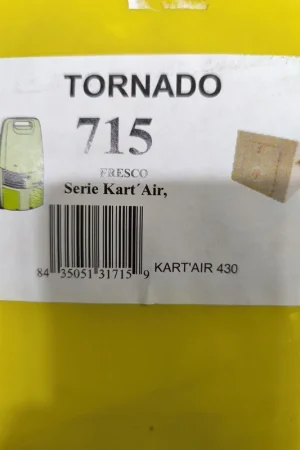 TORNADO
715
FRESCO
Serie Kart´Air,
8435051317159 KART'AIR 430